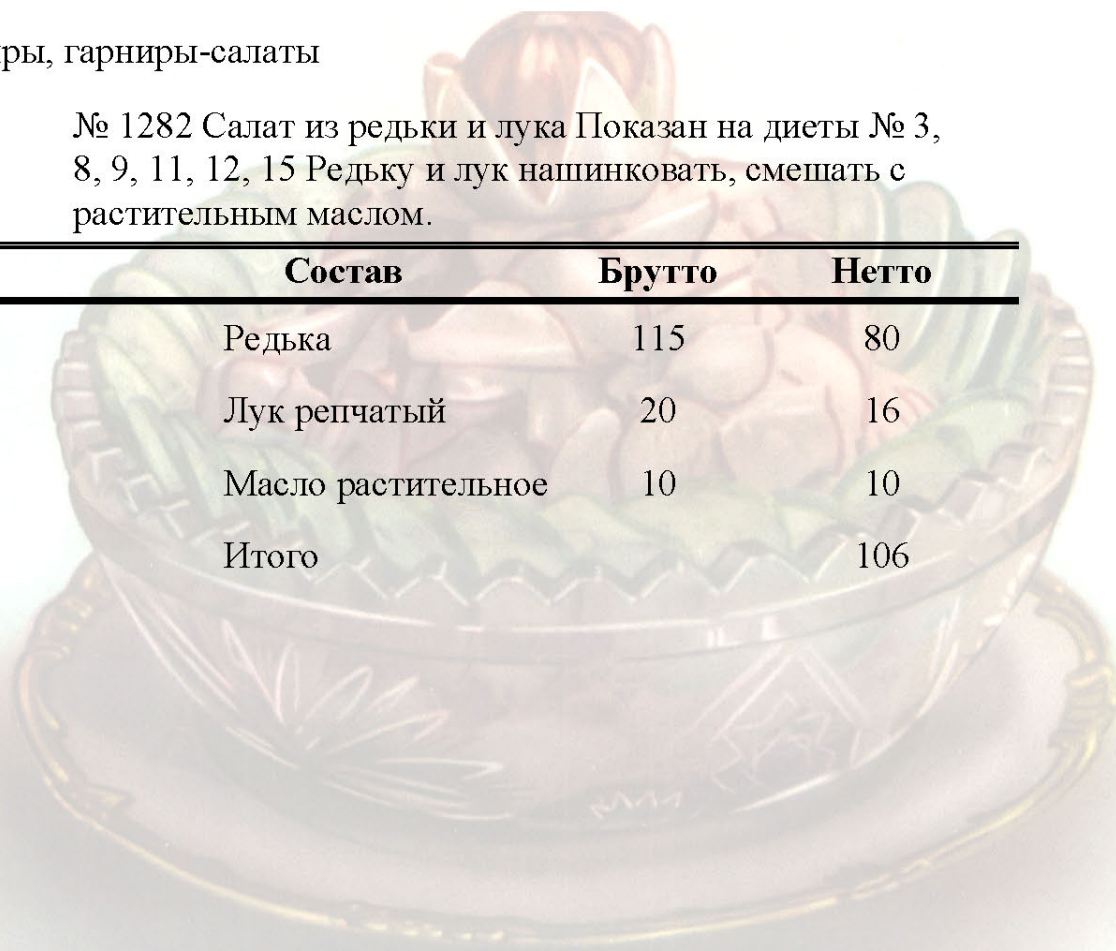 гарниры-салаты
№ 1282 Салат из редьки и лука Показан на диеты № 3,
8, 9, 11, 12, 15 Редьку и лук нашинковать, смешать с
растительным маслом.
Состав Брутто Нетто
Редька 115 80
Лук репчатый 20 16
Масло растительное 10 10
Итого 106